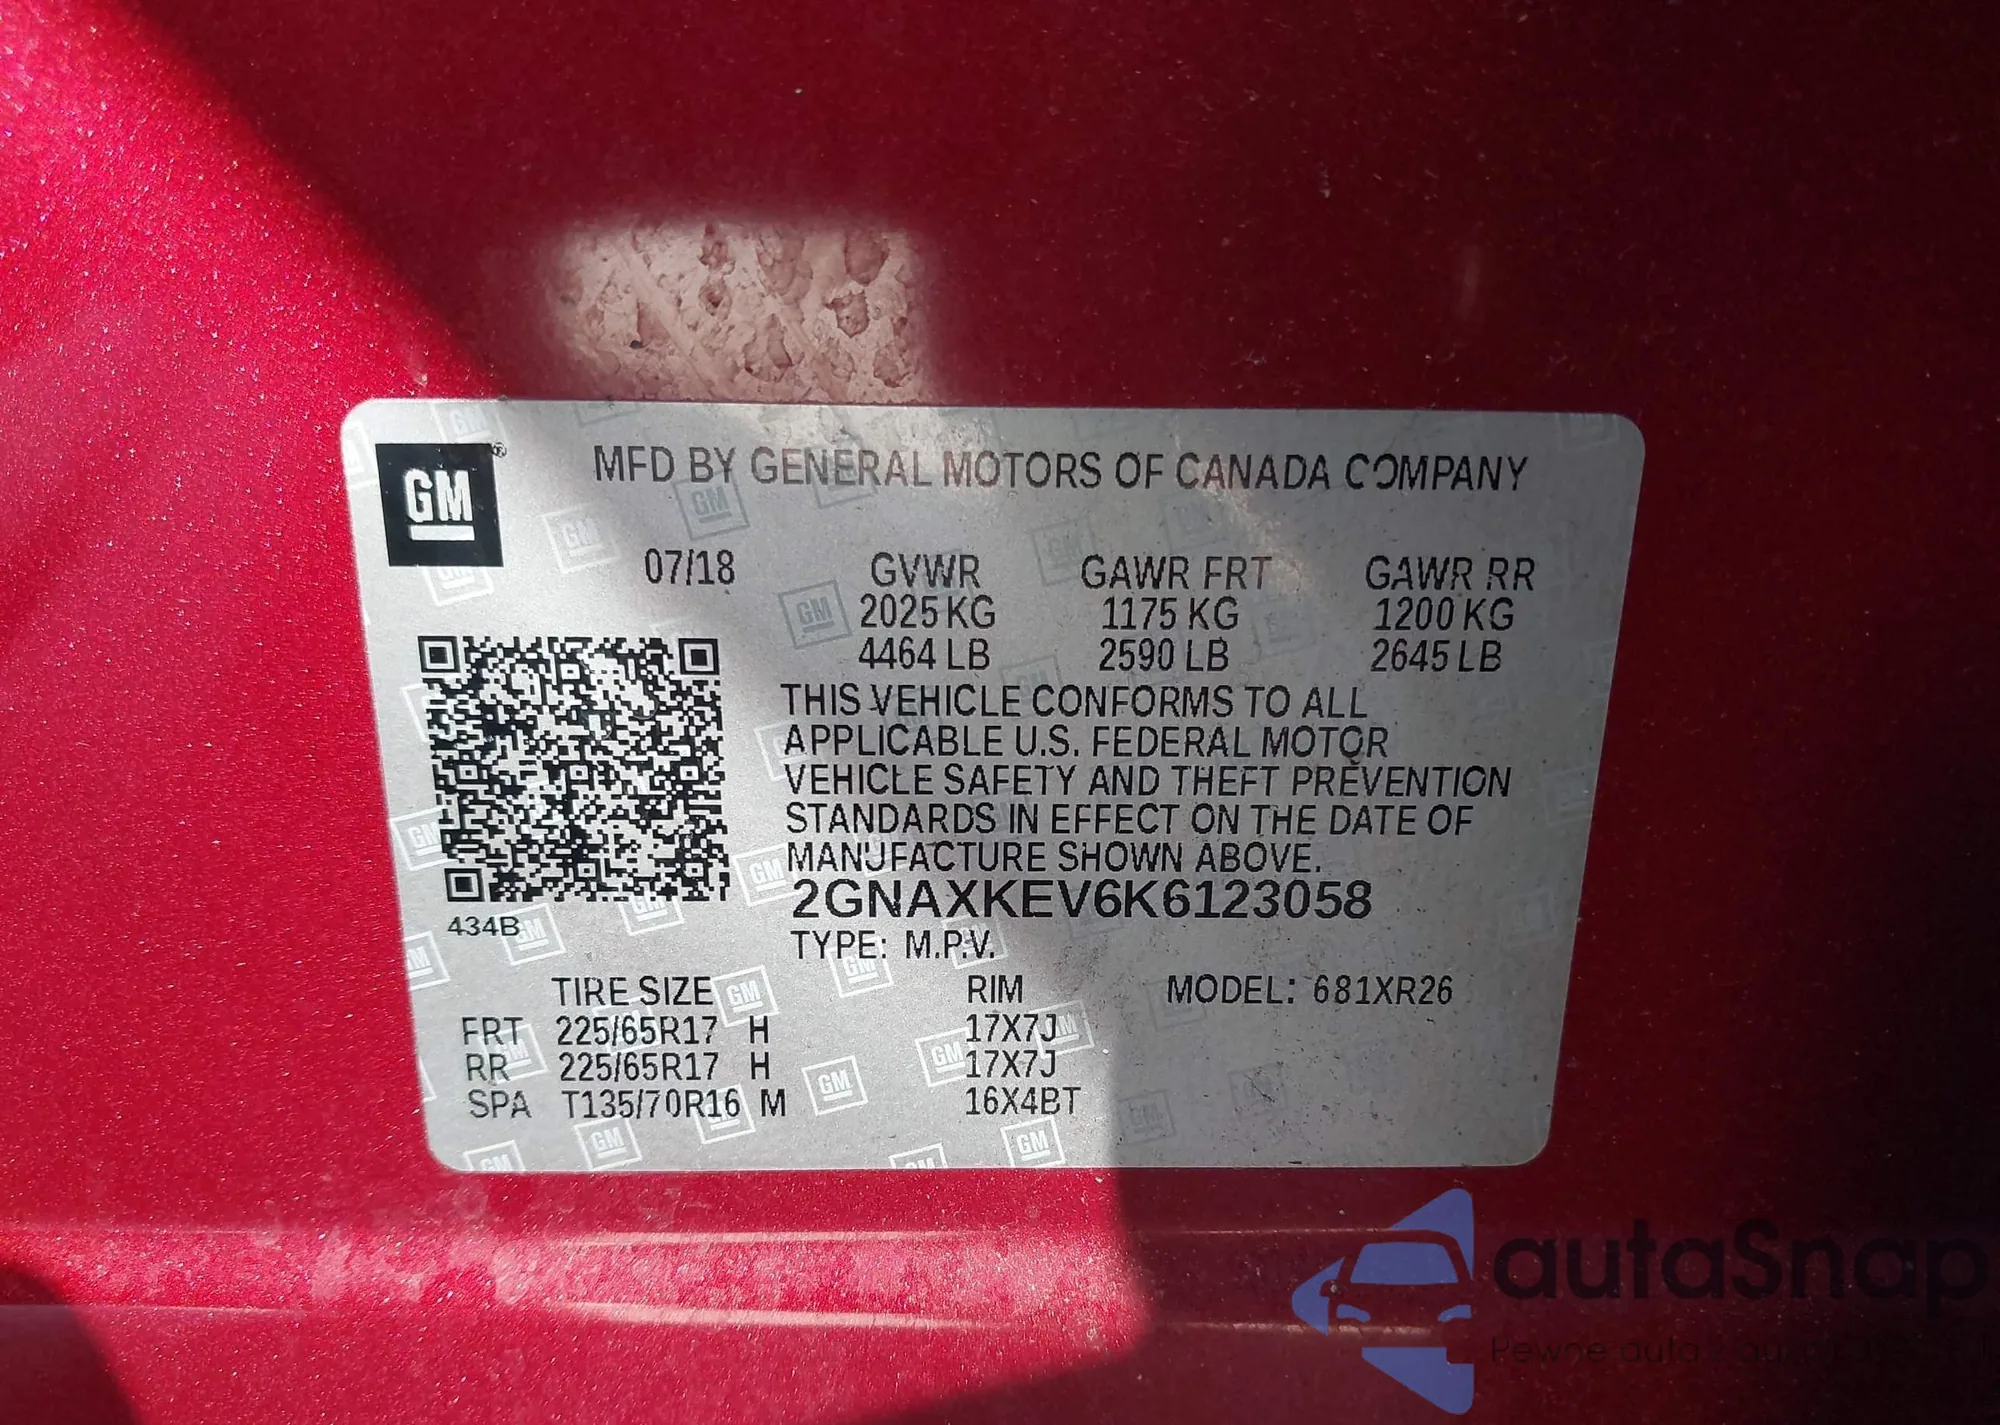 GM
MFD BY GENERAL MOTORS OF CANADA COMPANY
07/18 GVWR GAWR FRT GAWR RR
2025 KG 1175 KG 1200 KG
4464 LB 2590 LB 2645 LB
THIS VEHICLE CONFORMS TO ALL
APPLICABLE U.S. FEDERAL MOTOR
VEHICLE SAFETY AND THEFT PREVENTION
STANDARDS IN EFFECT ON THE DATE OF
MANUFACTURE SHOWN ABOVE.
2GNAXKEV6K6123058
434B
TYPE: M.P.V.
TIRE SIZE RIM MODEL: 681XR26
FRT 225/65R17 H 17X7J
RR 225/65R17 H 17X7J
SPA T135/70R16 M 16X4BT
autaSnap
Pewne auta z